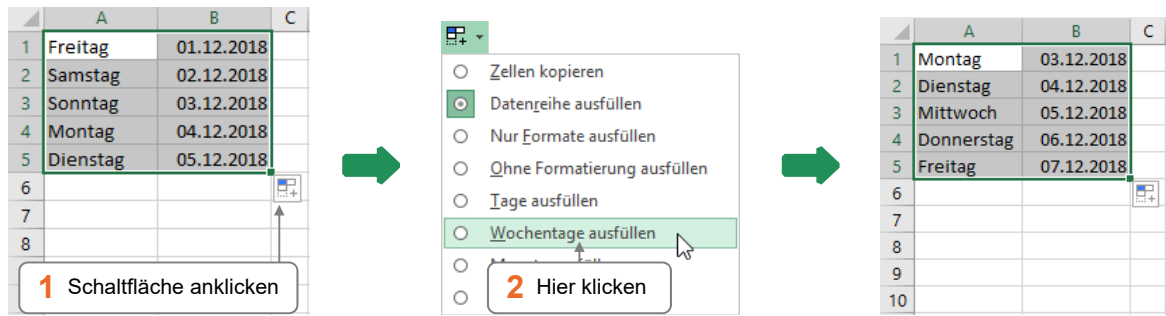 A B C
1 Freitag 01.12.2018
2 Samstag 02.12.2018
3 Sonntag 03.12.2018
4 Montag 04.12.2018
5 Dienstag 05.12.2018
6
7
8
1 Schaltfläche anklicken
Zellen kopieren
Datenreihe ausfüllen
Nur Formate ausfüllen
Ohne Formatierung ausfüllen
Tage ausfüllen
Wochentage ausfüllen
2 Hier klicken
A B C
1 Montag 03.12.2018
2 Dienstag 04.12.2018
3 Mittwoch 05.12.2018
4 Donnerstag 06.12.2018
5 Freitag 07.12.2018
6
7
8
9
10